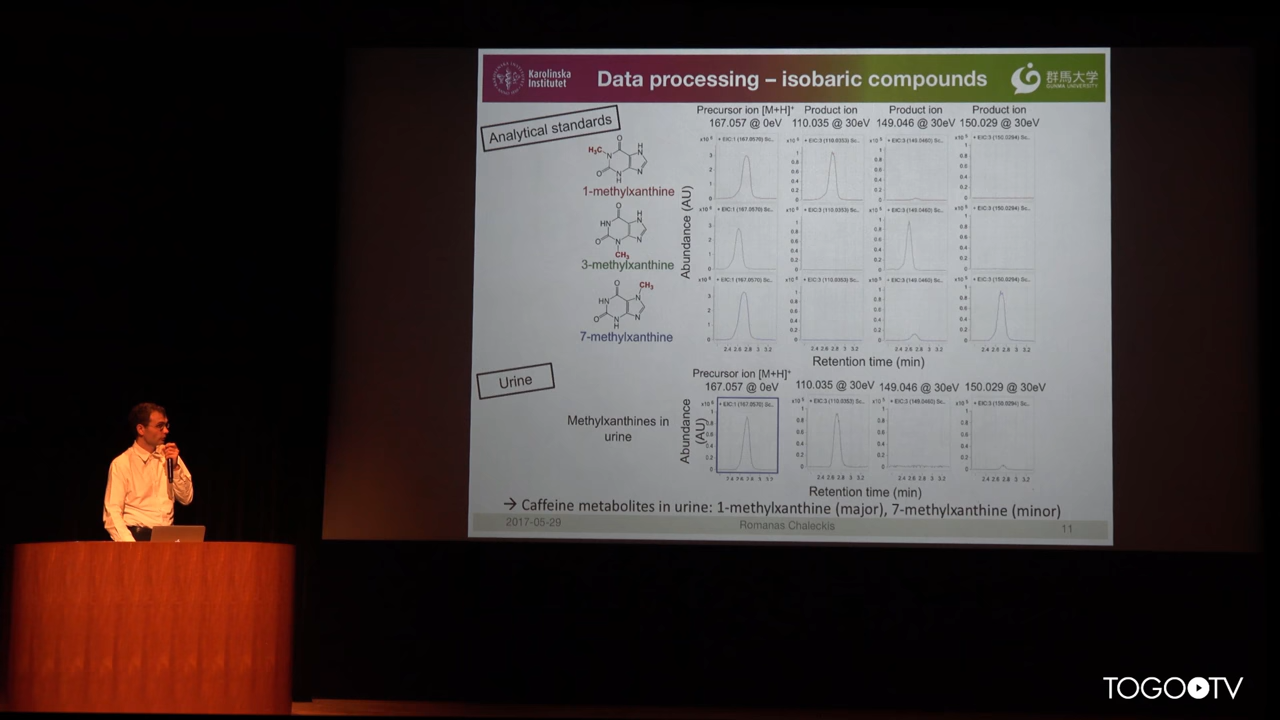 Karolinska
Institutet
Data processing – isobaric compounds
群馬大学
GUNMA UNIVERSITY
Analytical standards
Precursor ion [M+H]⁺
167.057 @ 0eV
Product ion
110.035 @ 30eV
Product ion
149.046 @ 30eV
Product ion
150.029 @ 30eV
1-methylxanthine
3-methylxanthine
7-methylxanthine
Abundance (AU)
Retention time (min)
Urine
Precursor ion [M+H]⁺
167.057 @ 0eV
110.035 @ 30eV
149.046 @ 30eV
150.029 @ 30eV
Methylxanthines in
urine
Abundance
(AU)
Retention time (min)
→ Caffeine metabolites in urine: 1-methylxanthine (major), 7-methylxanthine (minor)
2017-05-29
Romanas Chaleckis
11
TOGO TV